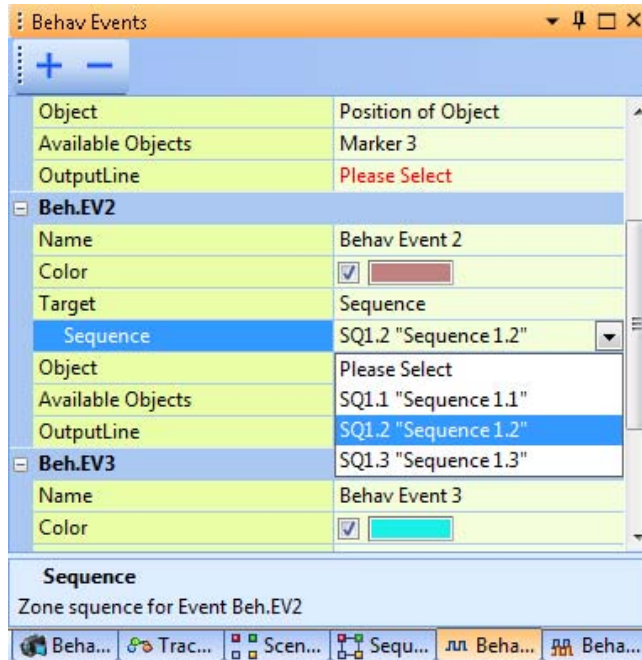 Behav Events
Object Position of Object
Available Objects Marker 3
OutputLine Please Select
Beh.EV2
Name Behav Event 2
Color
Target Sequence
Sequence SQ1.2 "Sequence 1.2"
Object Please Select
Available Objects SQ1.1 "Sequence 1.1"
OutputLine SQ1.2 "Sequence 1.2"
Beh.EV3 SQ1.3 "Sequence 1.3"
Name Behav Event 3
Color
Sequence
Zone squence for Event Beh.EV2
Beha... Trac... Scen... Sequ... Beha... Beha...